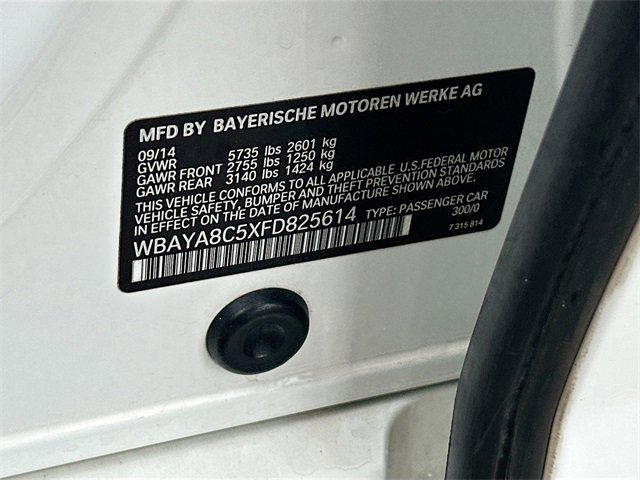 MFD BY BAYERISCHE MOTOREN WERKE AG
09/14
GVWR 5735 lbs 2601 kg
GAWR FRONT 2755 lbs 1250 kg
GAWR REAR 3140 lbs 1424 kg
THIS VEHICLE CONFORMS TO ALL APPLICABLE U.S.FEDERAL MOTOR
VEHICLE SAFETY, BUMPER AND THEFT PREVENTION STANDARDS
IN EFFECT ON THE DATE OF MANUFACTURE SHOWN ABOVE.
WBAYA8C5XFD825614 TYPE: PASSENGER CAR
300/0
7 315 814